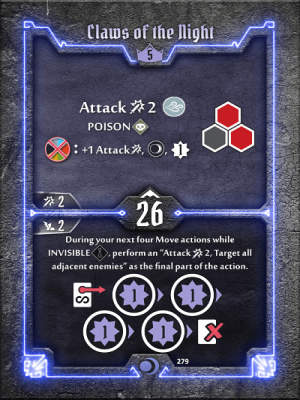 Claws of the Night
5
Attack 2
POISON
: +1 Attack , , 1
2
2
26
During your next four Move actions while
INVISIBLE , perform an "Attack 2, Target all
adjacent enemies" as the final part of the action.
1 1
1 1
279